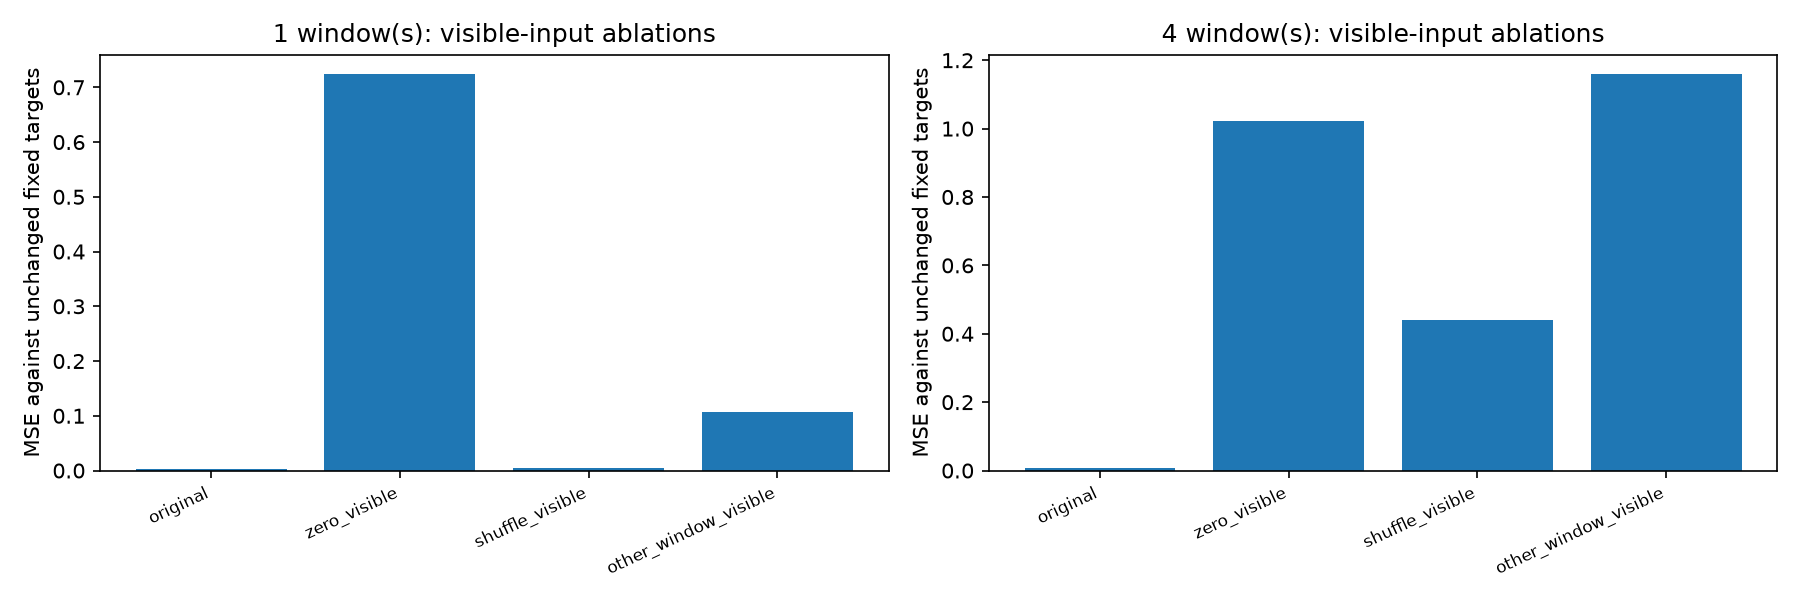 1 window(s): visible-input ablations
MSE against unchanged fixed targets
0.7
0.6
0.5
0.4
0.3
0.2
0.1
0.0
original
zero_visible
shuffle_visible
other_window_visible
4 window(s): visible-input ablations
MSE against unchanged fixed targets
1.2
1.0
0.8
0.6
0.4
0.2
0.0
original
zero_visible
shuffle_visible
other_window_visible